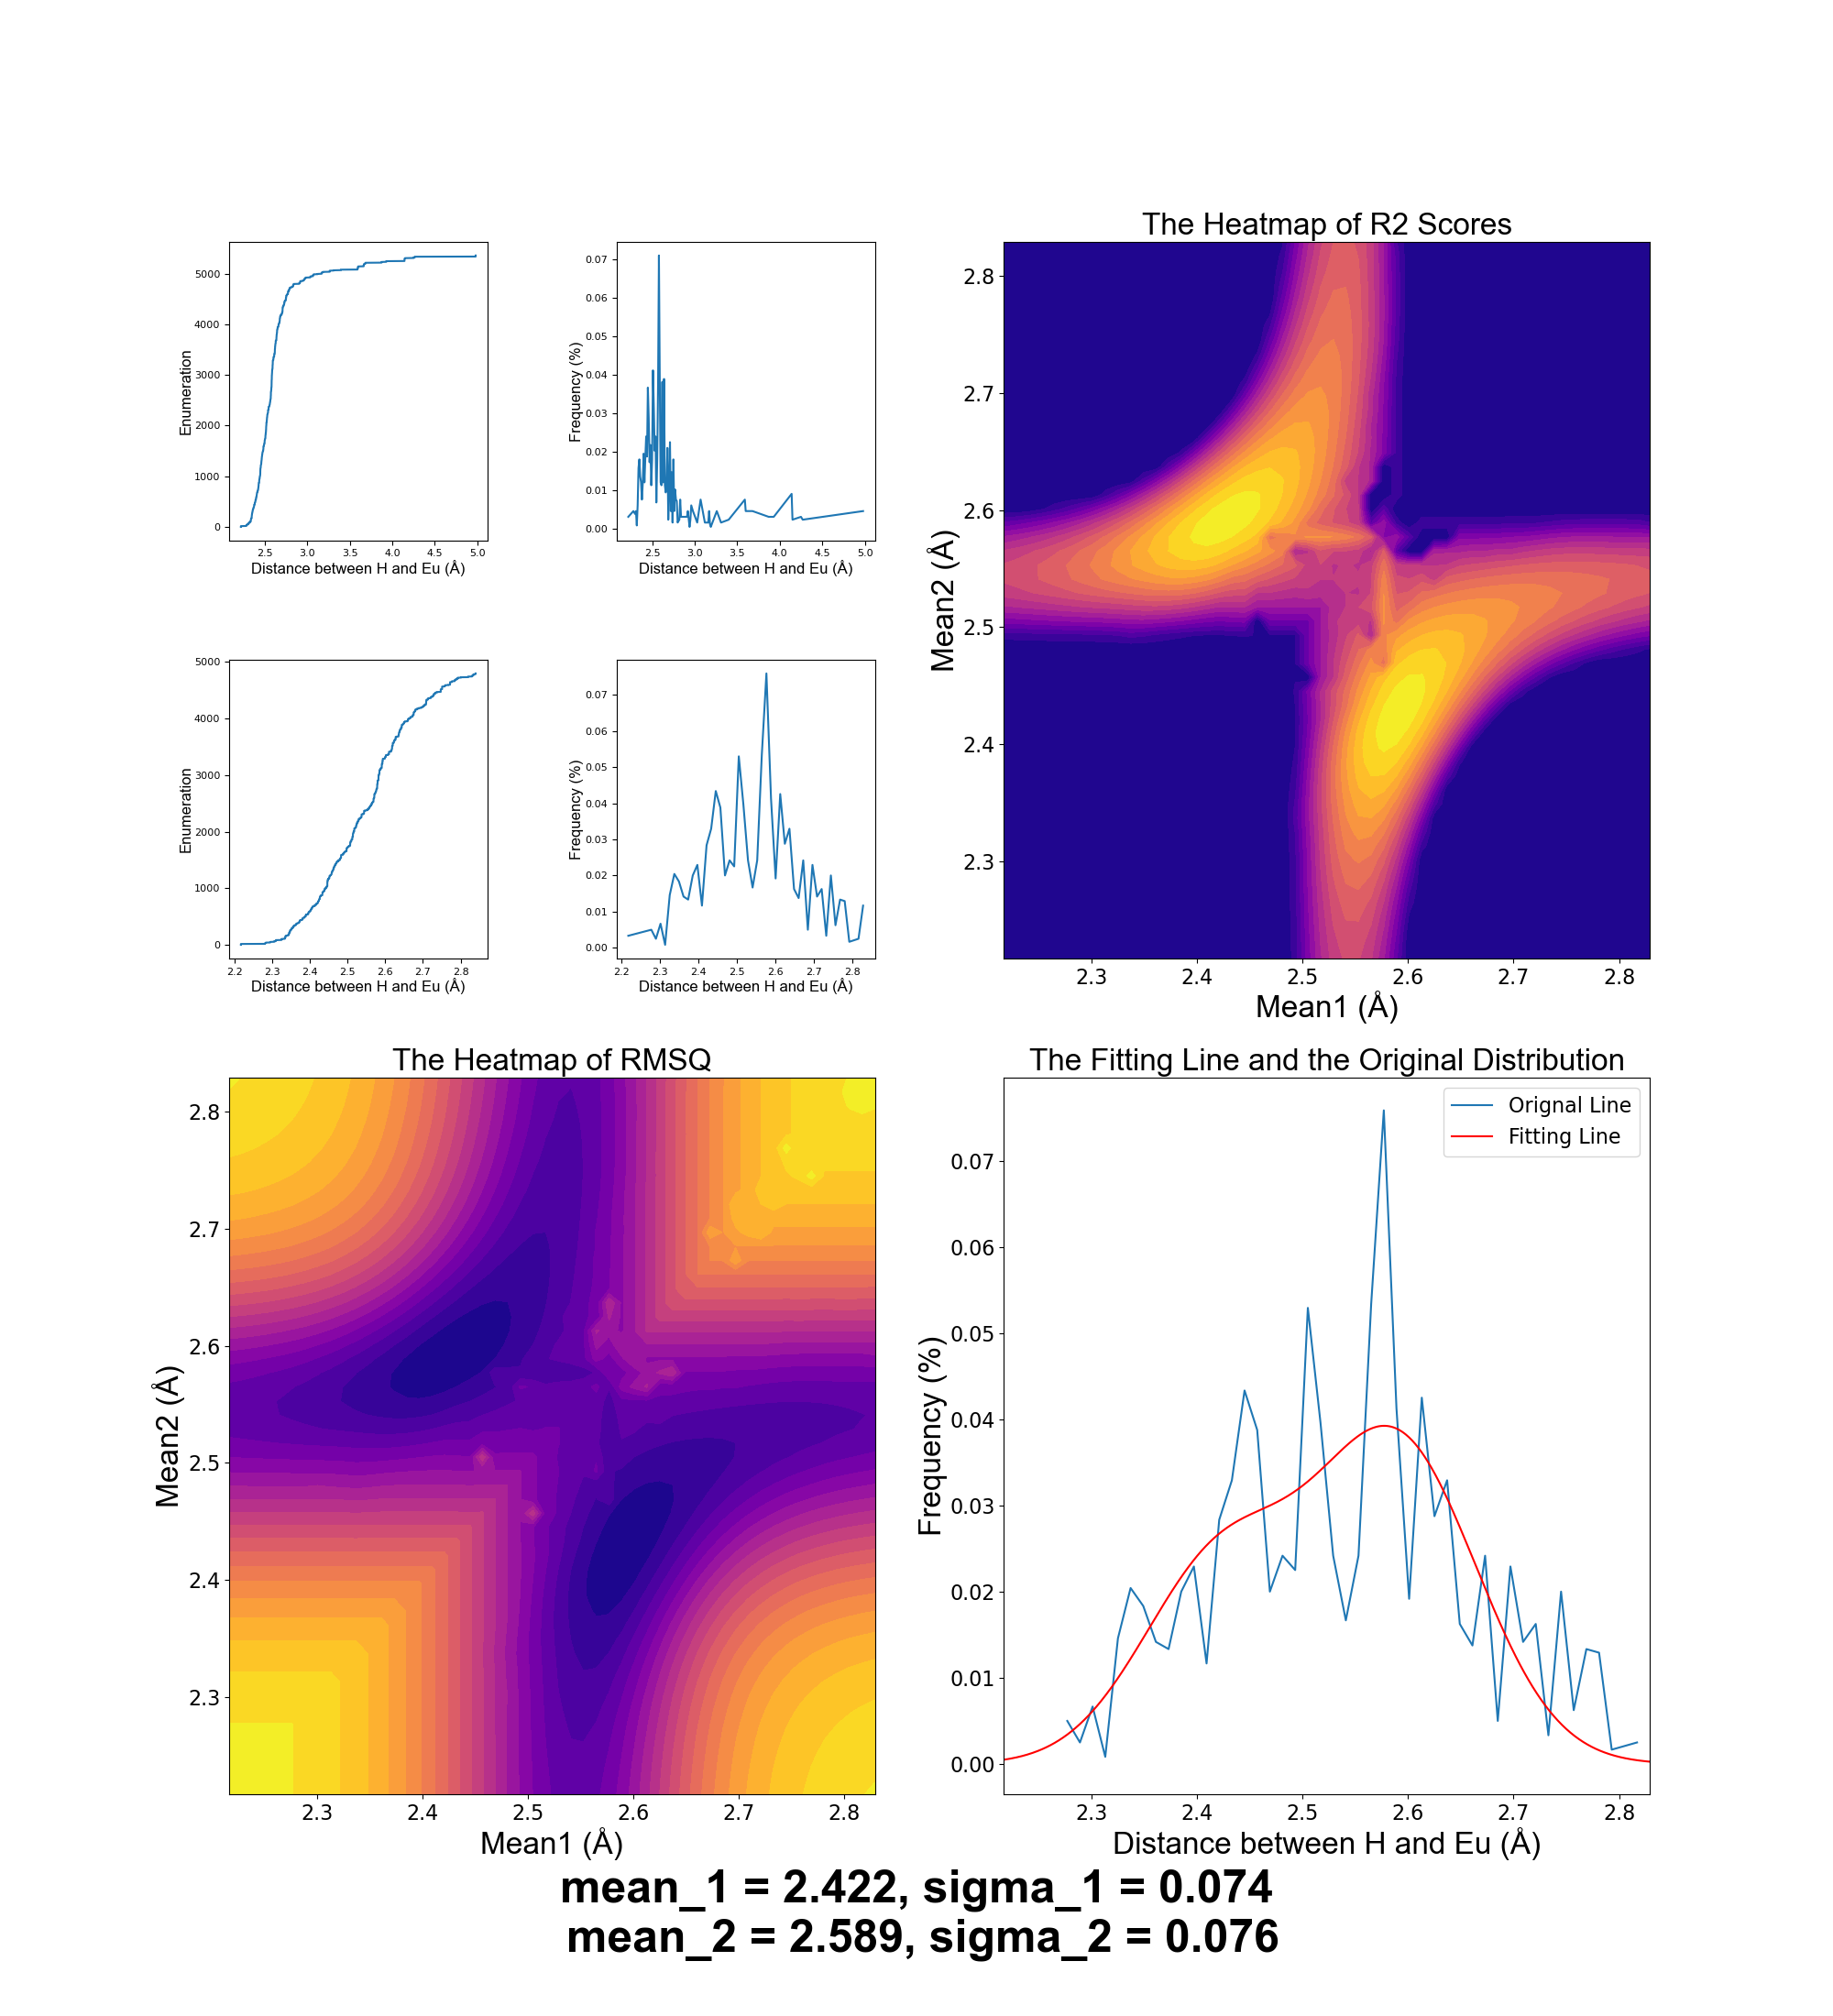 The Heatmap of R2 Scores
Enumeration
5000
4000
3000
2000
1000
0
2.5 3.0 3.5 4.0 4.5 5.0
Distance between H and Eu (Å)
Frequency (%)
0.07
0.06
0.05
0.04
0.03
0.02
0.01
0.00
2.5 3.0 3.5 4.0 4.5 5.0
Distance between H and Eu (Å)
Mean2 (Å)
2.8
2.7
2.6
2.5
2.4
2.3
2.3 2.4 2.5 2.6 2.7 2.8
Mean1 (Å)
Enumeration
5000
4000
3000
2000
1000
0
2.2 2.3 2.4 2.5 2.6 2.7 2.8
Distance between H and Eu (Å)
Frequency (%)
0.07
0.06
0.05
0.04
0.03
0.02
0.01
0.00
2.2 2.3 2.4 2.5 2.6 2.7 2.8
Distance between H and Eu (Å)
The Heatmap of RMSQ
Mean2 (Å)
2.8
2.7
2.6
2.5
2.4
2.3
2.3 2.4 2.5 2.6 2.7 2.8
Mean1 (Å)
The Fitting Line and the Original Distribution
Orignal Line
Fitting Line
Frequency (%)
0.07
0.06
0.05
0.04
0.03
0.02
0.01
0.00
2.3 2.4 2.5 2.6 2.7 2.8
Distance between H and Eu (Å)
mean_1 = 2.422, sigma_1 = 0.074
mean_2 = 2.589, sigma_2 = 0.076